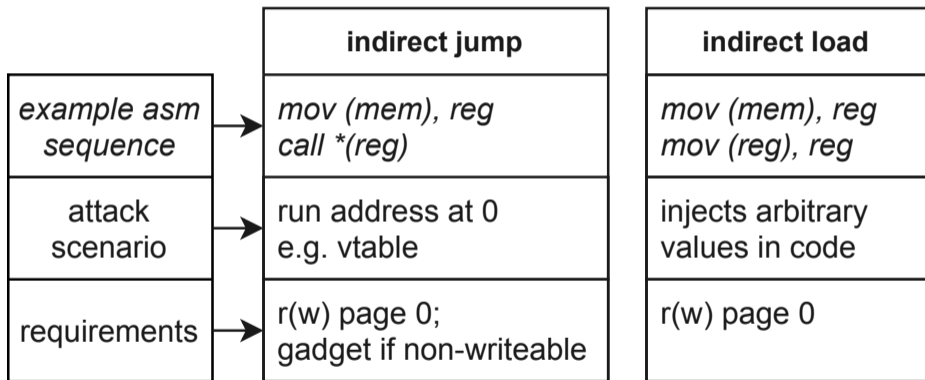 indirect jump
indirect load
example asm
sequence
mov (mem), reg
call *(reg)
mov (mem), reg
mov (reg), reg
attack
scenario
run address at 0
e.g. vtable
injects arbitrary
values in code
requirements
r(w) page 0;
gadget if non-writeable
r(w) page 0